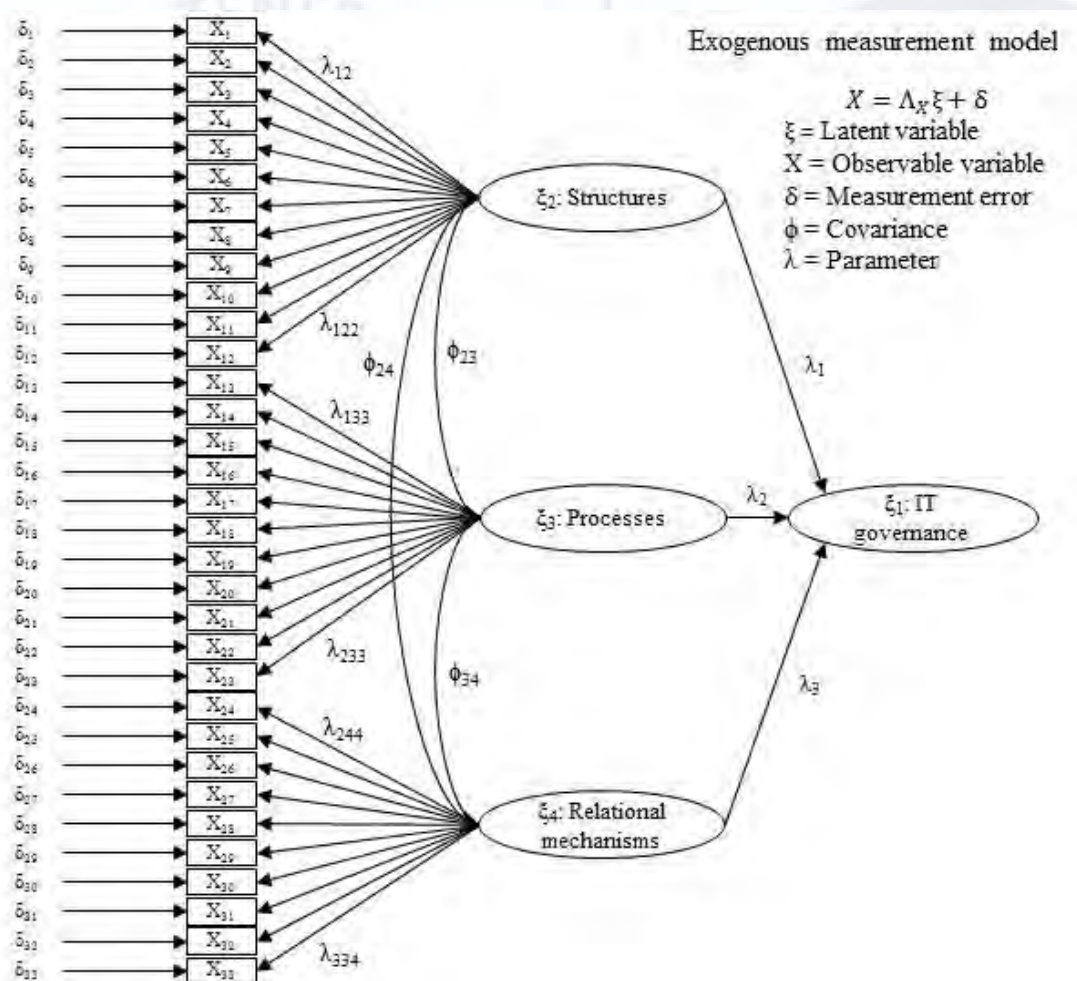 Exogenous measurement model
X = Λ_X ξ + δ
ξ = Latent variable
X = Observable variable
δ = Measurement error
ϕ = Covariance
λ = Parameter
δ₁ X₁
δ₂ X₂
δ₃ X₃
δ₄ X₄
δ₅ X₅
δ₆ X₆
δ₇ X₇
δ₈ X₈
δ₉ X₉
δ₁₀ X₁₀
δ₁₁ X₁₁
δ₁₂ X₁₂
δ₁₃ X₁₃
δ₁₄ X₁₄
δ₁₅ X₁₅
δ₁₆ X₁₆
δ₁₇ X₁₇
δ₁₈ X₁₈
δ₁₉ X₁₉
δ₂₀ X₂₀
δ₂₁ X₂₁
δ₂₂ X₂₂
δ₂₃ X₂₃
δ₂₄ X₂₄
δ₂₅ X₂₅
δ₂₆ X₂₆
δ₂₇ X₂₇
δ₂₈ X₂₈
δ₂₉ X₂₉
δ₃₀ X₃₀
δ₃₁ X₃₁
δ₃₂ X₃₂
δ₃₃ X₃₃
λ₁₂
λ₁₂₂
λ₁₃₃
λ₂₃₃
λ₂₄₄
λ₃₃₄
ϕ₂₄
ϕ₂₃
ϕ₃₄
ξ₂: Structures
ξ₃: Processes
ξ₄: Relational
mechanisms
λ₁
λ₂
λ₃
ξ₁: IT
governance